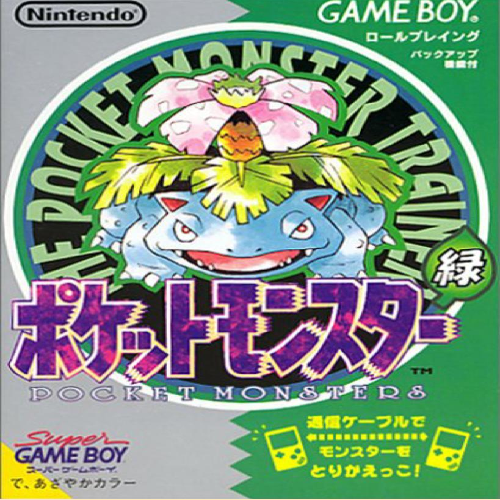 Nintendo®
GAME BOY®
ロールプレイング
バックアップ
機能付
THE POCKET MONSTER TRAINER
緑
ポケットモンスター™
POCKET MONSTERS
Super
GAME BOY
スーパーゲームボーイ
で、あざやかカラー
通信ケーブルで
モンスターを
とりかえっこ!